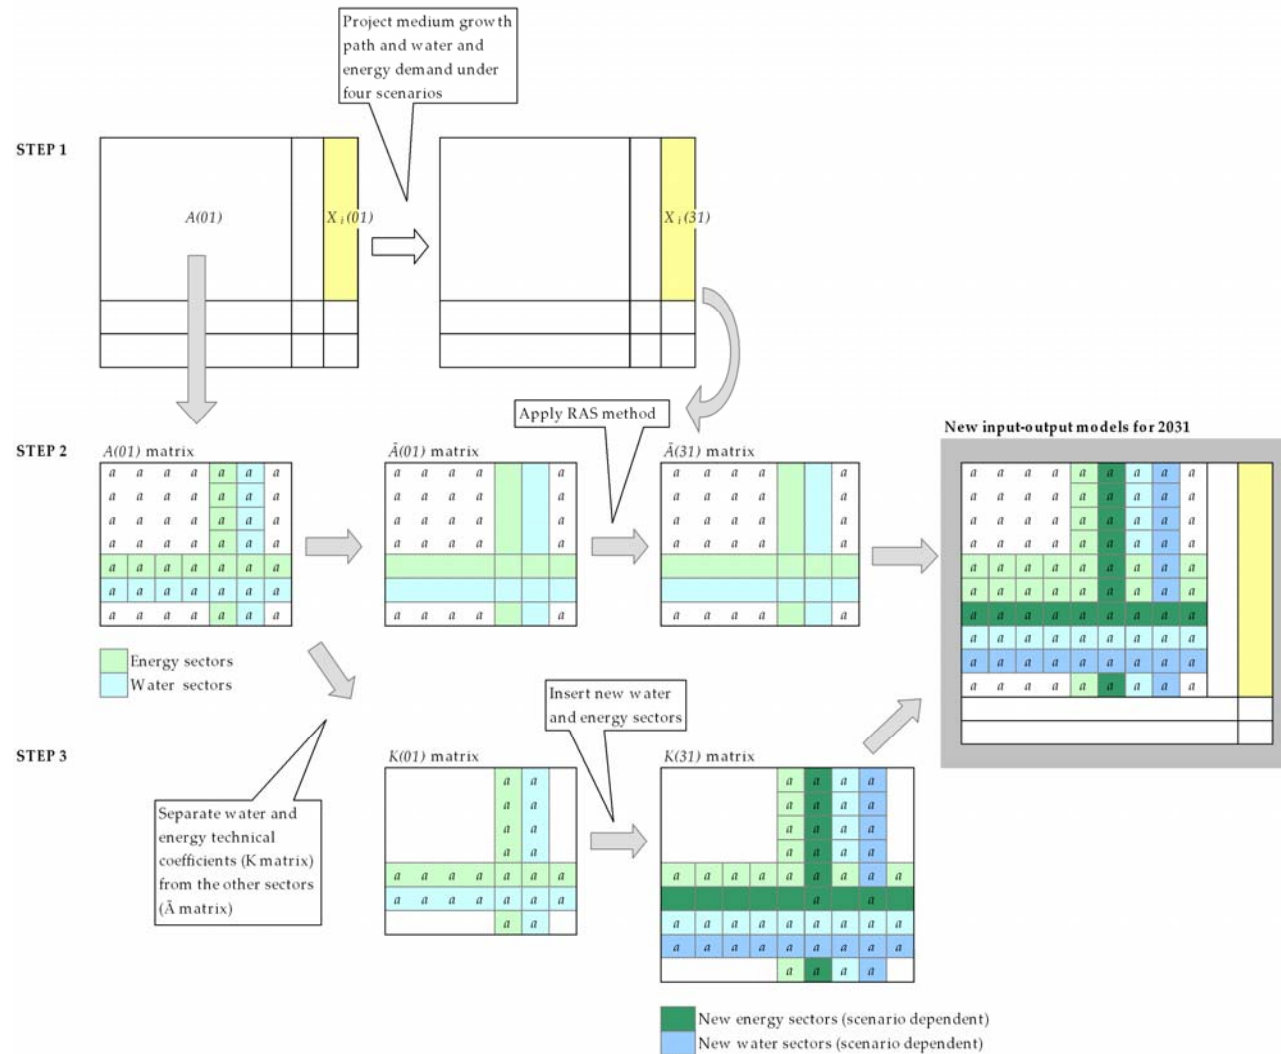 Project medium growth
path and water and
energy demand under
four scenarios
STEP 1
A(01)
X i (01)
X i (31)
Apply RAS method
STEP 2
A(01) matrix
a a a a a a a
a a a a a a a
a a a a a a a
a a a a a a a
a a a a a a a
a a a a a a a
a a a a a a a
Energy sectors
Water sectors
Ā(01) matrix
a a a a a
a a a a a
a a a a a
a a a a a
a a a a a
Ā(31) matrix
a a a a a
a a a a a
a a a a a
a a a a a
a a a a a
New input-output models for 2031
a a a a a a a a a
a a a a a a a a a
a a a a a a a a a
a a a a a a a a a
a a a a a a a a a
a a a a a a a a a
a a a a a a a a a
a a a a a a a a a
a a a a a a a a a
a a a a a a a a a
Insert new water
and energy sectors
STEP 3
Separate water and
energy technical
coefficients (K matrix)
from the other sectors
(Ā matrix)
K(01) matrix
a a
a a
a a
a a
a a a a a a a
a a a a a a a
a a
K(31) matrix
a a a a
a a a a
a a a a
a a a a
a a a a a a a a a
a a
a a a a a a a a a
a a a a a a a a a
a a a a
New energy sectors (scenario dependent)
New water sectors (scenario dependent)